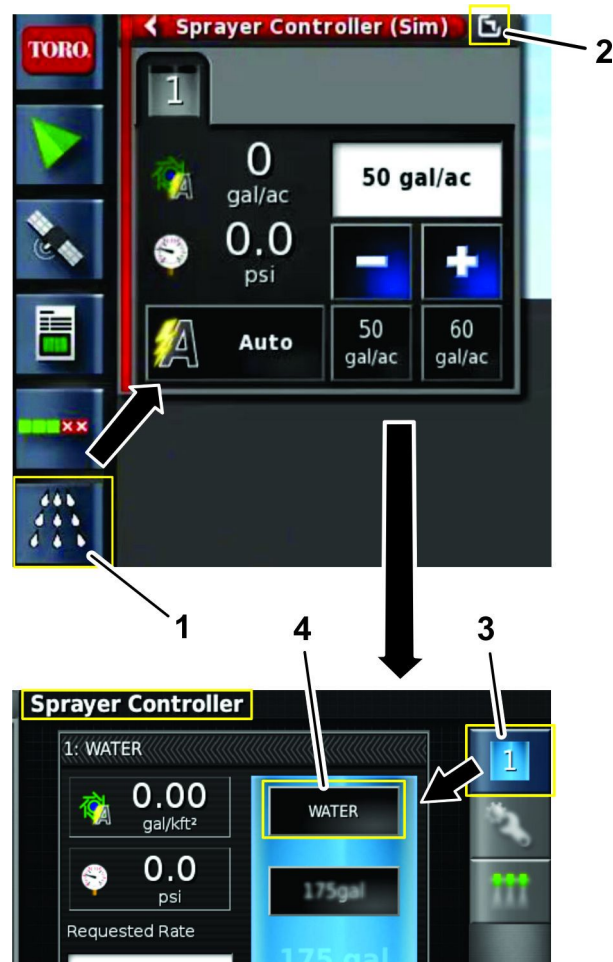 Sprayer Controller (Sim)
2
TORO.
1
0
gal/ac
50 gal/ac
0.0
psi
A
Auto
50
gal/ac
60
gal/ac
1
4
3
Sprayer Controller
1: WATER
1
0.00
gal/kft²
WATER
0.0
psi
175gal
Requested Rate
175 gal